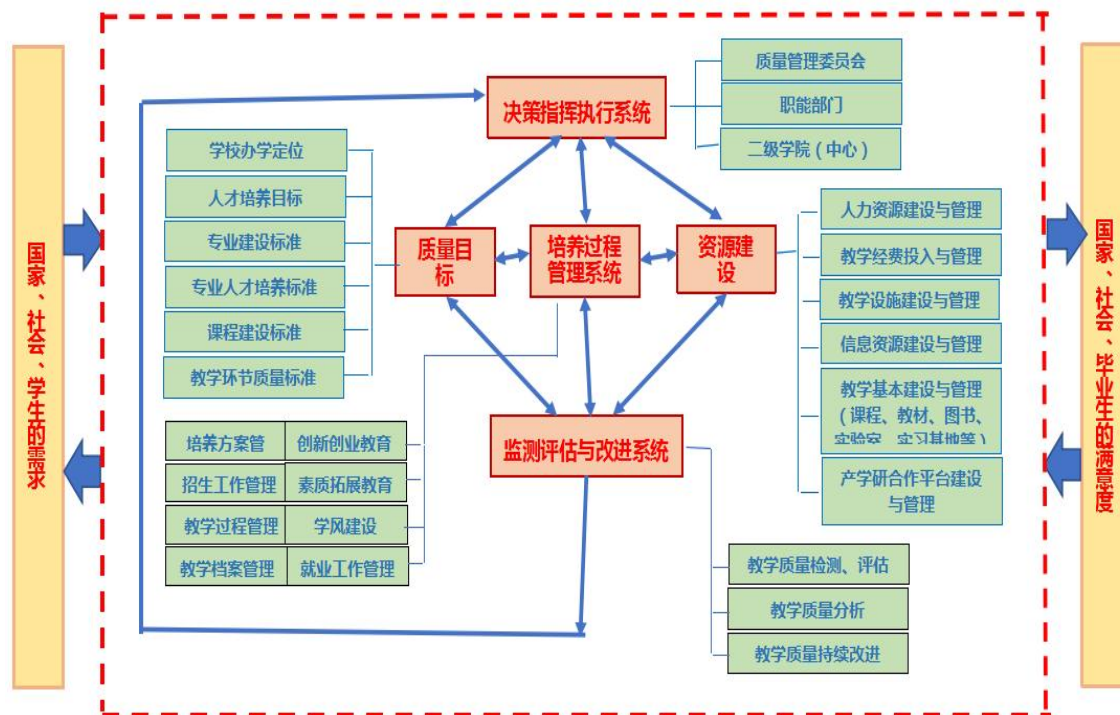 国家、社会、学生的需求
决策指挥执行系统
质量管理委员会
职能部门
二级学院（中心）
学校办学定位
人才培养目标
专业建设标准
专业人才培养标准
课程建设标准
教学环节质量标准
质量目
标
培养过程
管理系统
资源建
设
人力资源建设与管理
教学经费投入与管理
教学设施建设与管理
信息资源建设与管理
教学基本建设与管理
（课程、教材、图书、
实验室、实习基地等）
产学研合作平台建设
与管理
培养方案管
创新创业教育
招生工作管理
素质拓展教育
教学过程管理
学风建设
教学档案管理
就业工作管理
监测评估与改进系统
教学质量检测、评估
教学质量分析
教学质量持续改进
国家、社会、毕业生的满意度